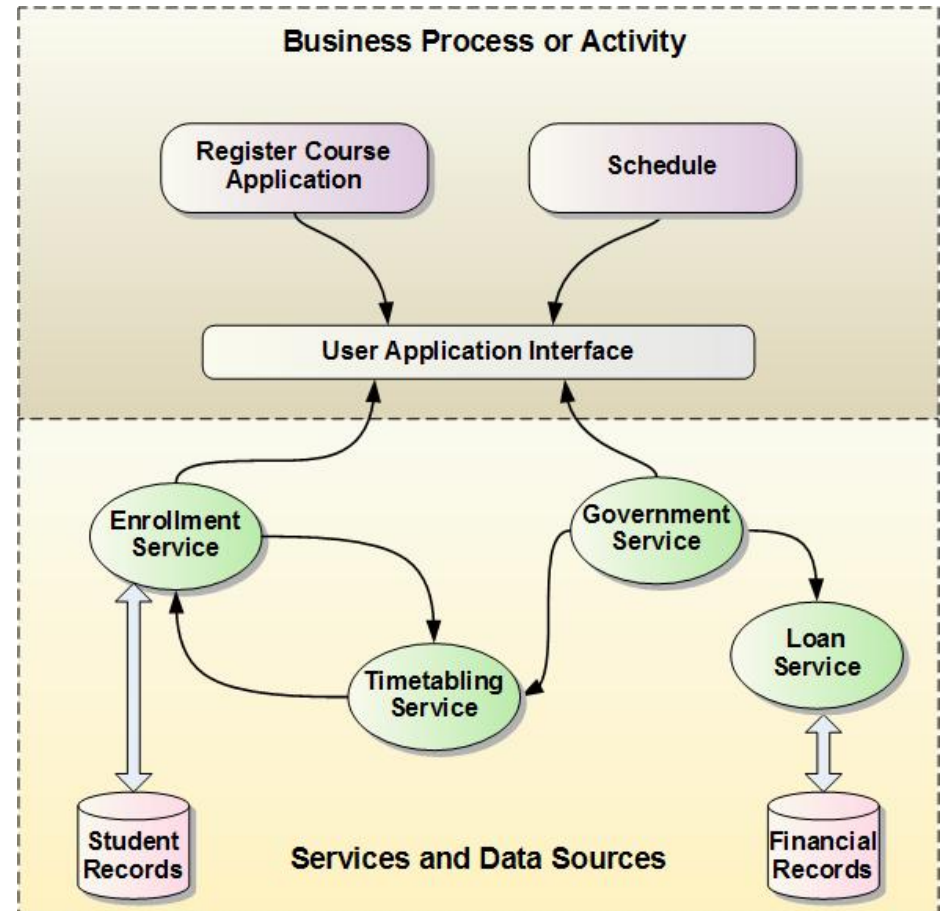 Business Process or Activity
Register Course
Application
Schedule
User Application Interface
Enrollment
Service
Government
Service
Loan
Service
Timetabling
Service
Student
Records
Services and Data Sources
Financial
Records